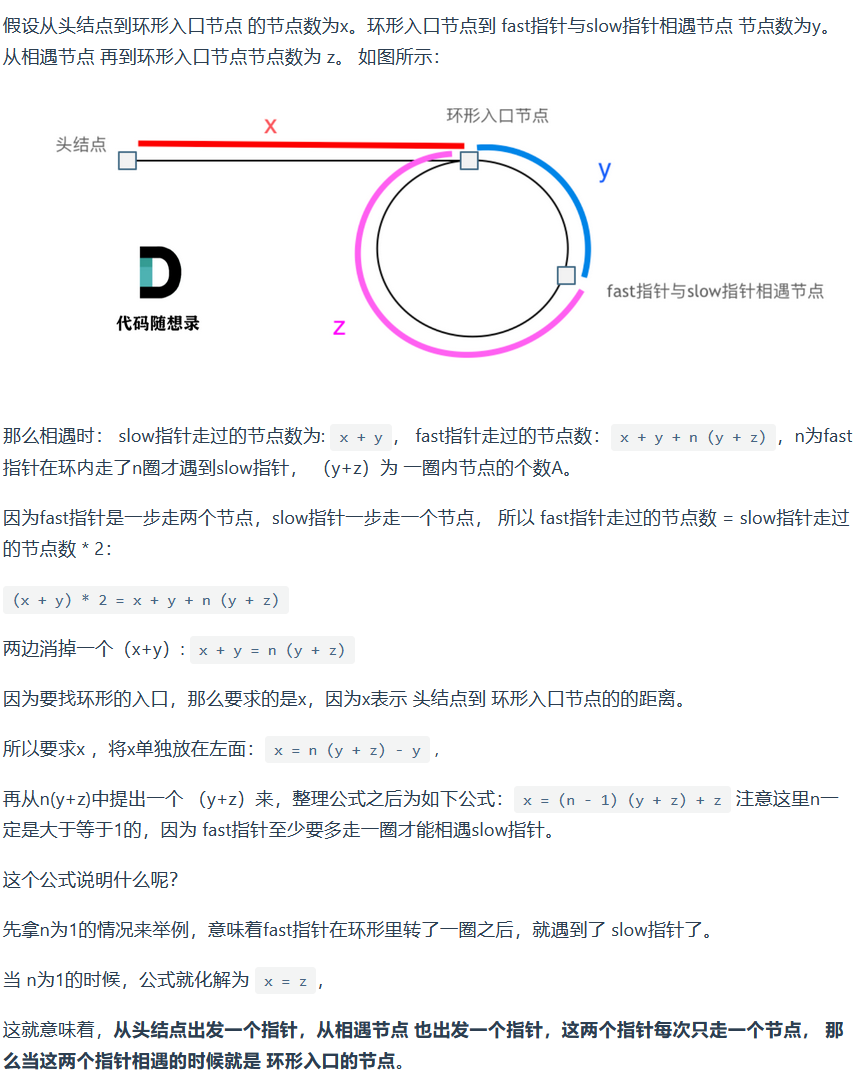 假设从头结点到环形入口节点 的节点数为x。环形入口节点到 fast指针与slow指针相遇节点 节点数为y。
从相遇节点 再到环形入口节点节点数为 z。 如图所示：
环形入口节点
x
头结点
y
fast指针与slow指针相遇节点
代码随想录
z
那么相遇时： slow指针走过的节点数为: x + y ， fast指针走过的节点数：x + y + n (y + z) ，n为fast
指针在环内走了n圈才遇到slow指针， （y+z）为 一圈内节点的个数A。
因为fast指针是一步走两个节点，slow指针一步走一个节点， 所以 fast指针走过的节点数 = slow指针走过
的节点数 * 2：
(x + y) * 2 = x + y + n (y + z)
两边消掉一个（x+y）: x + y = n (y + z)
因为要找环形的入口，那么要求的是x，因为x表示 头结点到 环形入口节点的的距离。
所以要求x ，将x单独放在左面：x = n (y + z) - y ,
再从n(y+z)中提出一个 （y+z）来，整理公式之后为如下公式：x = (n - 1) (y + z) + z 注意这里n一
定是大于等于1的，因为 fast指针至少要多走一圈才能相遇slow指针。
这个公式说明什么呢？
先拿n为1的情况来举例，意味着fast指针在环形里转了一圈之后，就遇到了 slow指针了。
当 n为1的时候，公式就化解为 x = z ，
这就意味着，从头结点出发一个指针，从相遇节点 也出发一个指针，这两个指针每次只走一个节点， 那
么当这两个指针相遇的时候就是 环形入口的节点。